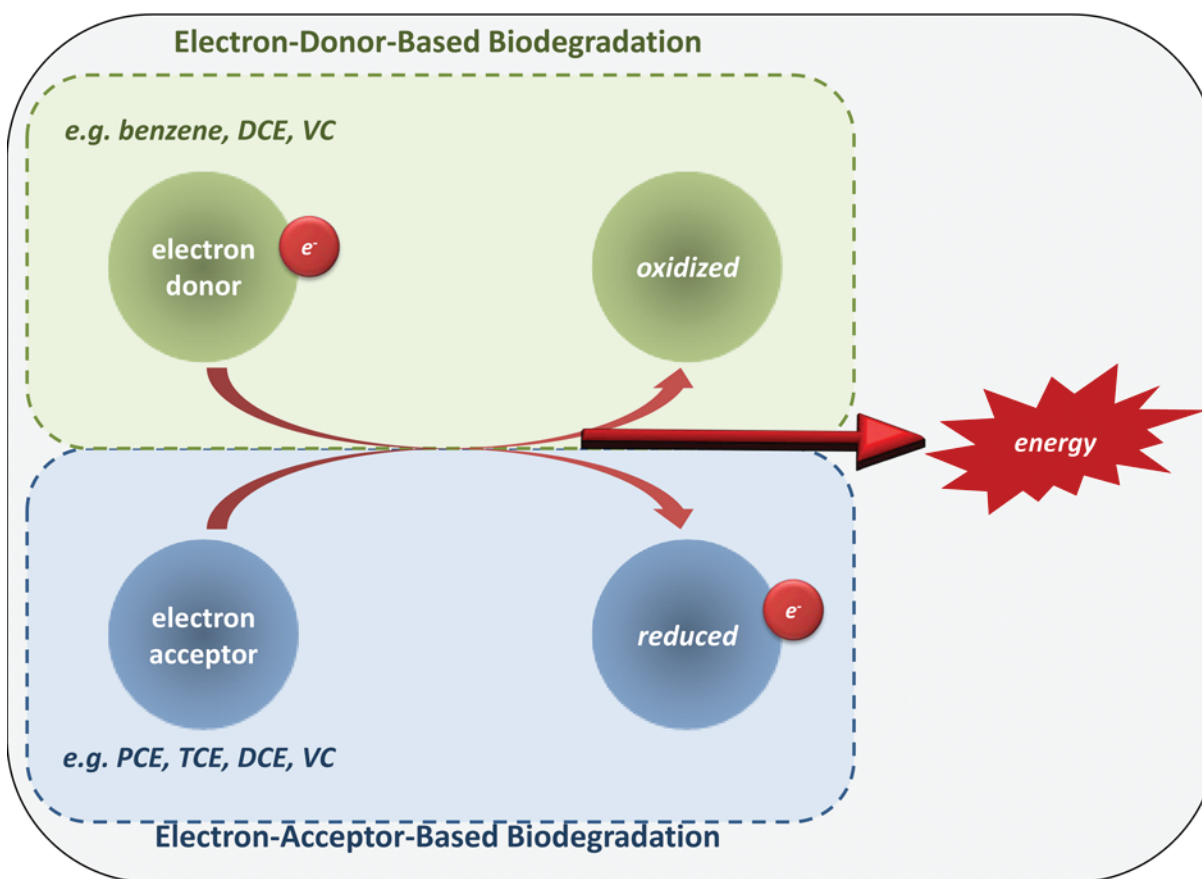 Electron-Donor-Based Biodegradation
e.g. benzene, DCE, VC
electron
donor
e-
oxidized
energy
electron
acceptor
reduced
e-
e.g. PCE, TCE, DCE, VC
Electron-Acceptor-Based Biodegradation